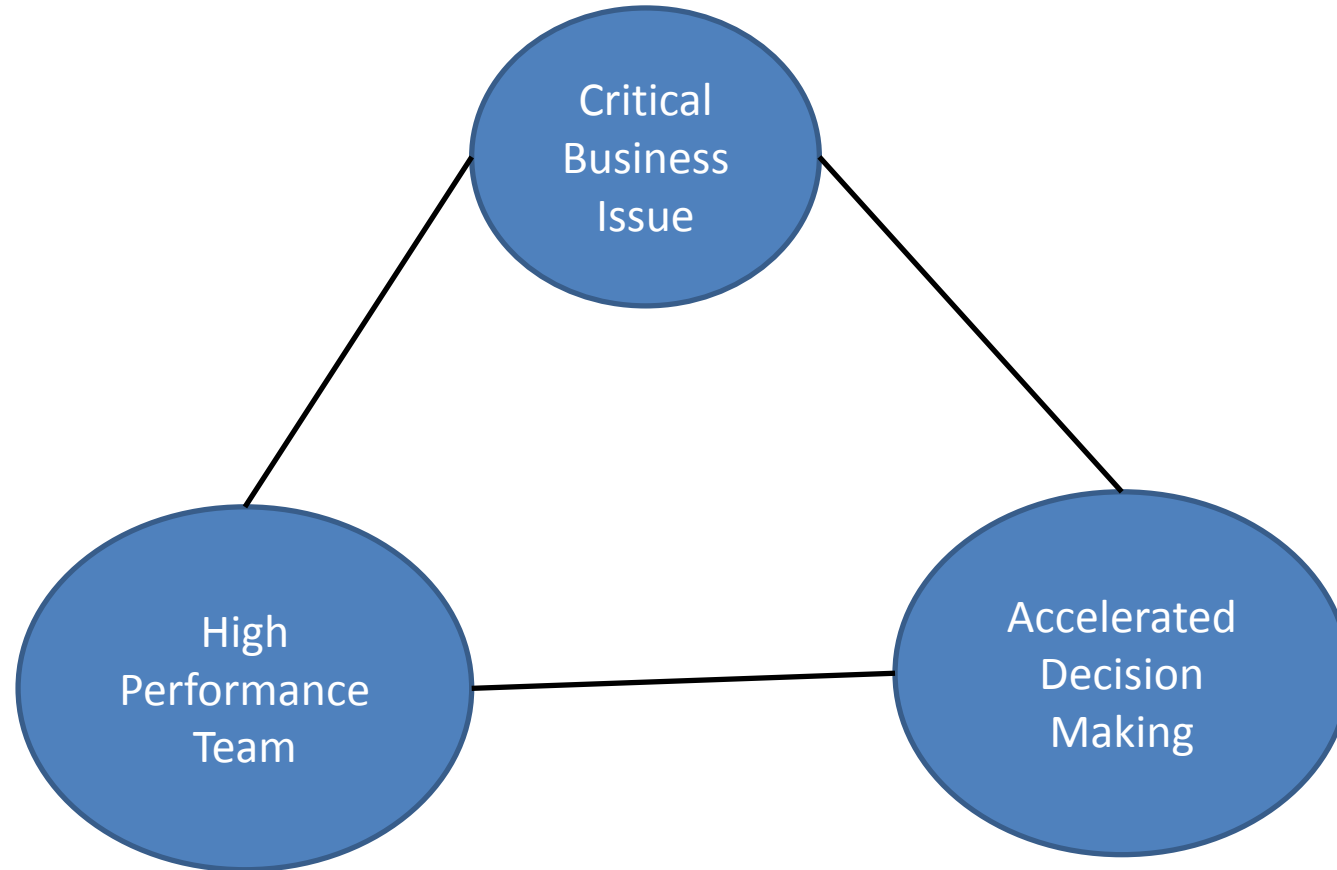 Critical
Business
Issue
High
Performance
Team
Accelerated
Decision
Making